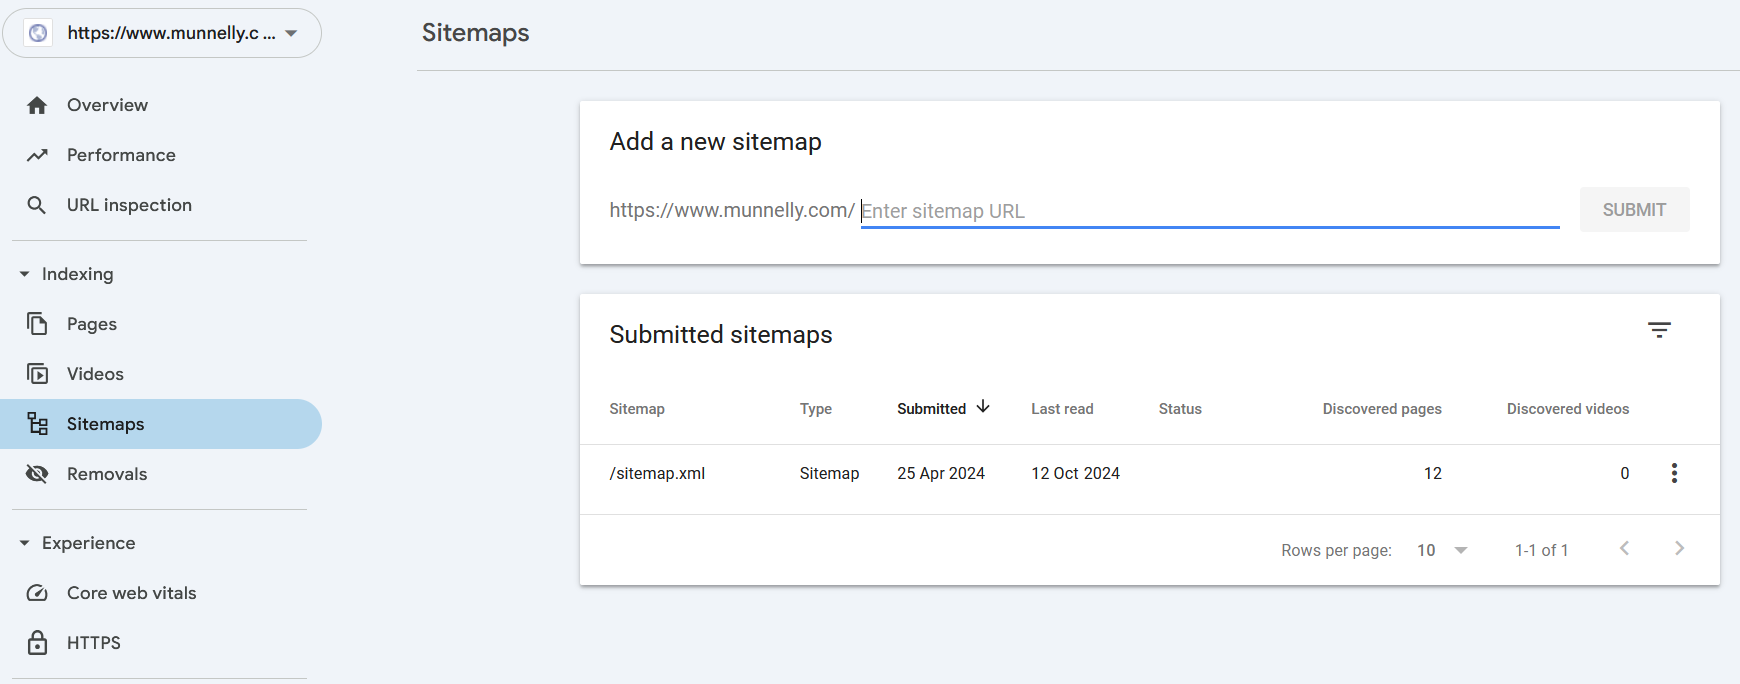 https://www.munnelly.c ...
Overview
Performance
URL inspection
Indexing
Pages
Videos
Sitemaps
Removals
Experience
Core web vitals
HTTPS
Sitemaps
Add a new sitemap
https://www.munnelly.com/ Enter sitemap URL SUBMIT
Submitted sitemaps
Sitemap Type Submitted Last read Status Discovered pages Discovered videos
/sitemap.xml Sitemap 25 Apr 2024 12 Oct 2024 12 0
Rows per page: 10 1-1 of 1